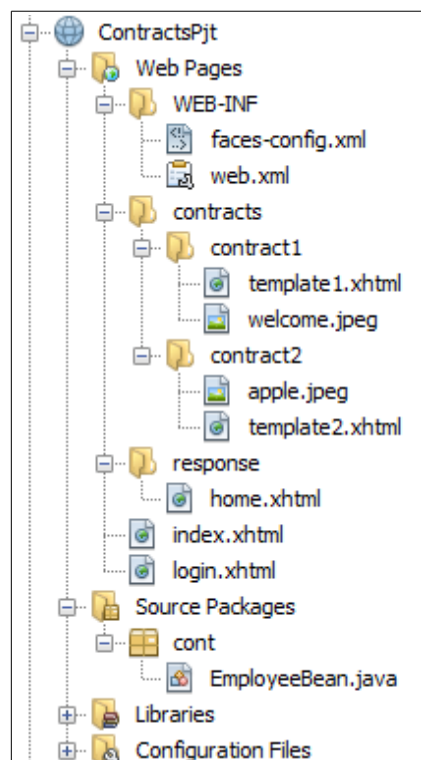 ContractsPjt
Web Pages
WEB-INF
faces-config.xml
web.xml
contracts
contract1
template1.xhtml
welcome.jpeg
contract2
apple.jpeg
template2.xhtml
response
home.xhtml
index.xhtml
login.xhtml
Source Packages
cont
EmployeeBean.java
Libraries
Configuration Files